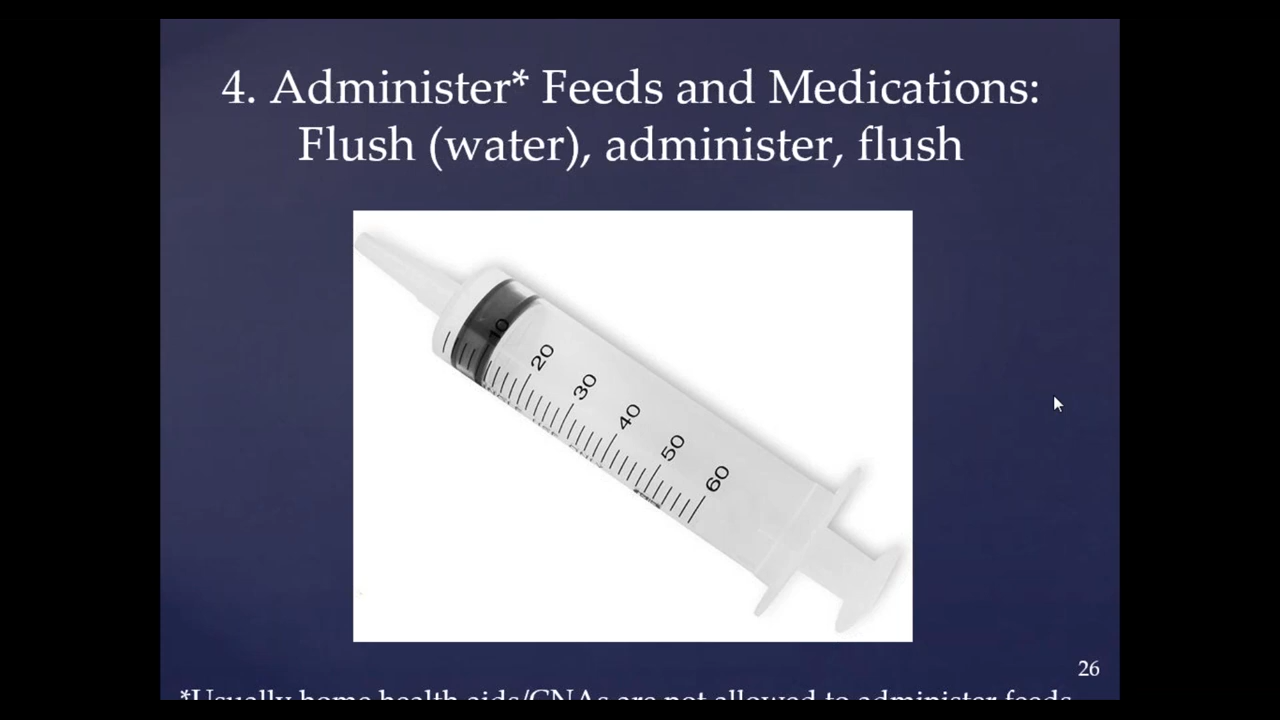 4. Administer* Feeds and Medications:
Flush (water), administer, flush
10
20
30
40
50
60
26
*Usually home health aids/CNAs are not allowed to administer feeds